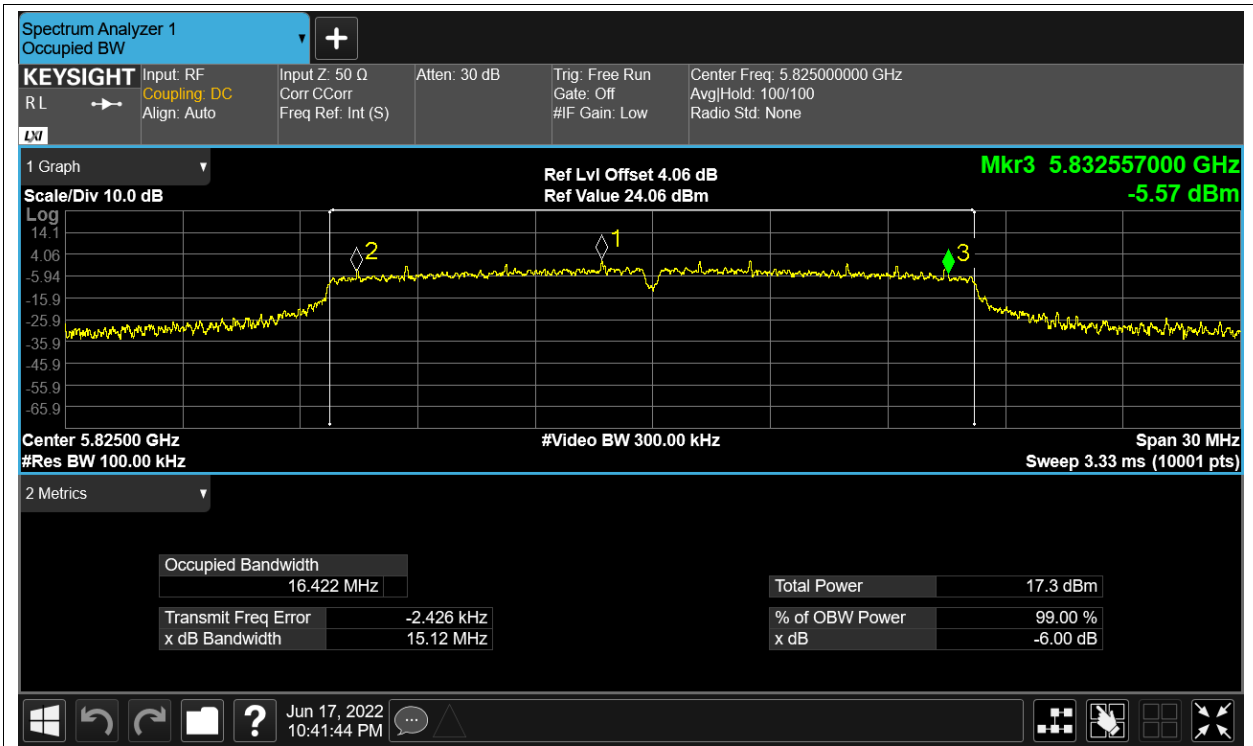 Spectrum Analyzer 1
Occupied BW
KEYSIGHT
R L
LXI
Input: RF
Coupling: DC
Align: Auto
Input Z: 50 Ω
Corr CCorr
Freq Ref: Int (S)
Atten: 30 dB
Trig: Free Run
Gate: Off
#IF Gain: Low
Center Freq: 5.825000000 GHz
Avg|Hold: 100/100
Radio Std: None
1 Graph
Scale/Div 10.0 dB
Ref Lvl Offset 4.06 dB
Ref Value 24.06 dBm
Mkr3 5.832557000 GHz
-5.57 dBm
Log
14.1
4.06
-5.94
-15.9
-25.9
-35.9
-45.9
-55.9
-65.9
1
2
3
Center 5.82500 GHz
#Video BW 300.00 kHz
Span 30 MHz
#Res BW 100.00 kHz
Sweep 3.33 ms (10001 pts)
2 Metrics
Occupied Bandwidth
16.422 MHz
Total Power 17.3 dBm
Transmit Freq Error -2.426 kHz
% of OBW Power 99.00 %
x dB Bandwidth 15.12 MHz
x dB -6.00 dB
?
Jun 17, 2022
10:41:44 PM